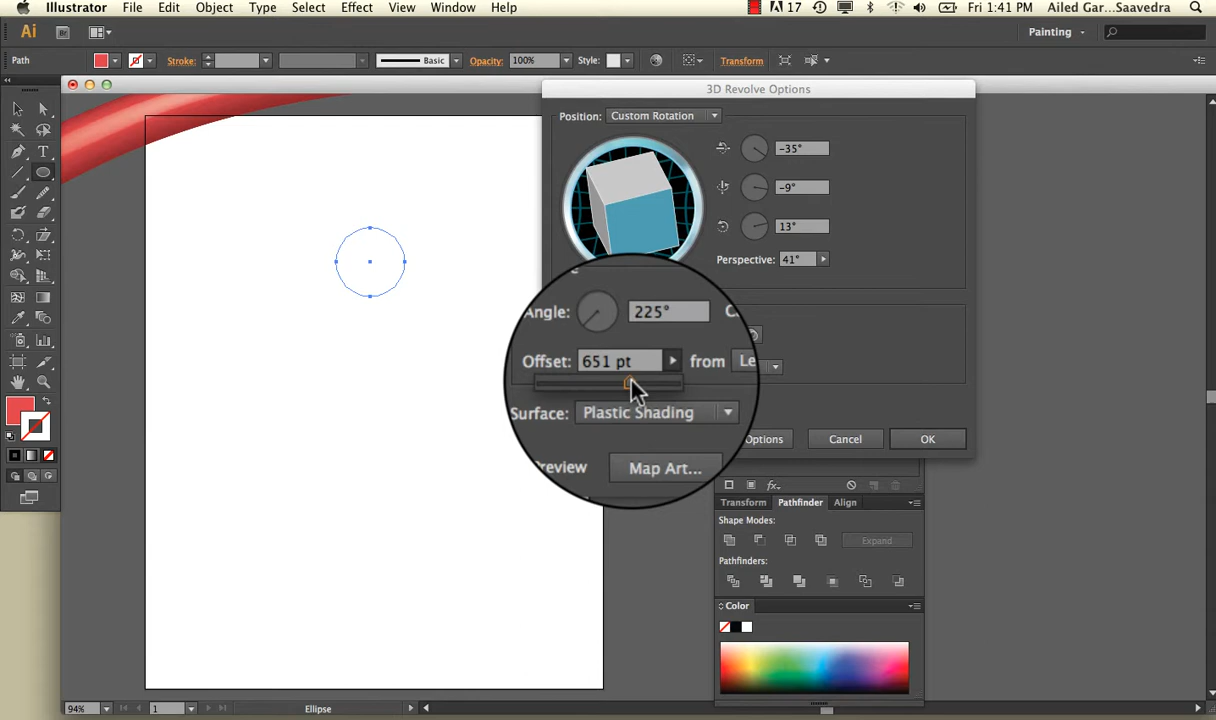 Illustrator File Edit Object Type Select Effect View Window Help 17 Fri 1:41 PM Ailed Gar...Saavedra
Ai Br Painting
Path Stroke: Basic Opacity: 100% Style: Transform
3D Revolve Options
Position: Custom Rotation
-35°
-9°
13°
Perspective: 41°
Angle: 225°
Offset: 651 pt from Le
Surface: Plastic Shading
Preview Map Art...
Options Cancel OK
Transform Pathfinder Align
Shape Modes:
Expand
Pathfinders:
Color
94% 1 Ellipse